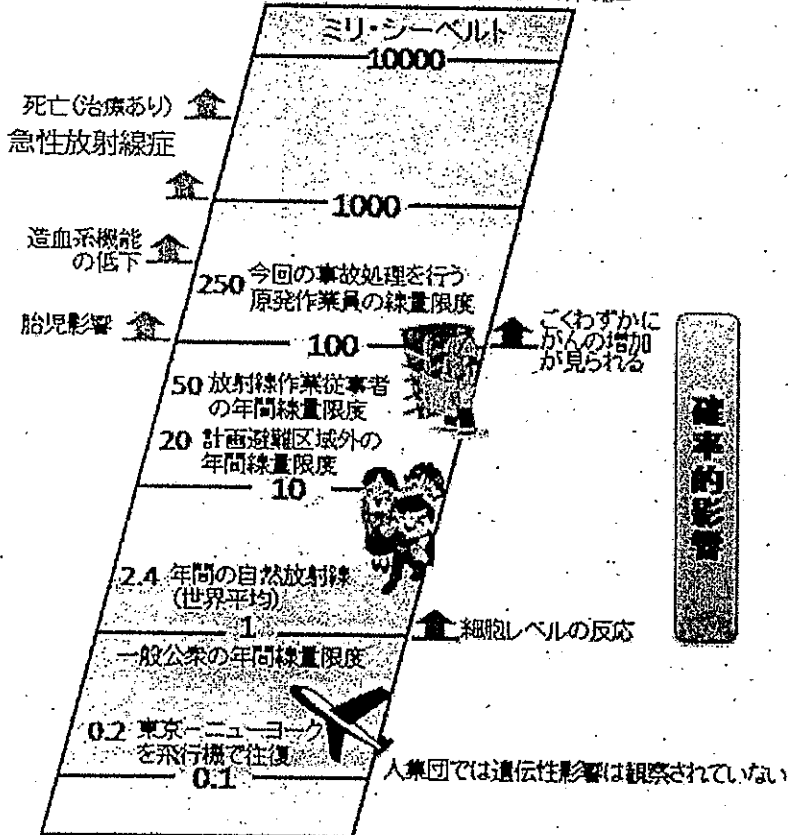 ミリ・シーベルト
10000
死亡(治療あり)
急性放射線症
1000
造血系機能
の低下
250 今回の事故処理を行う
原発作業員の線量限度
胎児影響
100
ごくわずかに
がんの増加
が見られる
50 放射線作業従事者
の年間線量限度
20 計画避難区域外の
年間線量限度
10
確率的影響
2.4 年間の自然放射線
(世界平均)
1
細胞レベルの反応
一般公衆の年間線量限度
0.2 東京ーニューヨーク
を飛行機で往復
0.1
人集団では遺伝性影響は観察されていない